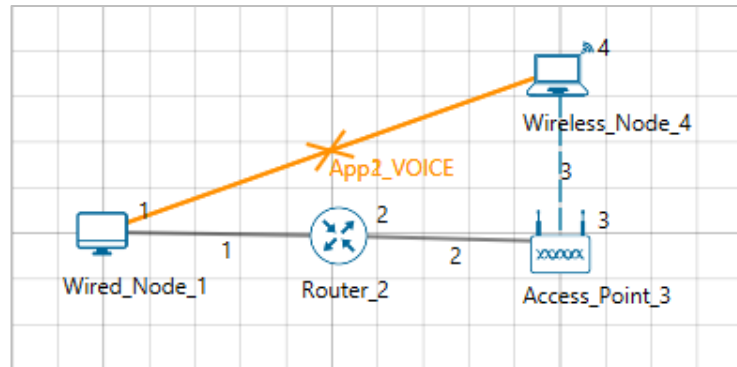 4
Wireless_Node_4
App1_VOICE
3
1
2
3
1
2
Wired_Node_1
Router_2
Access_Point_3